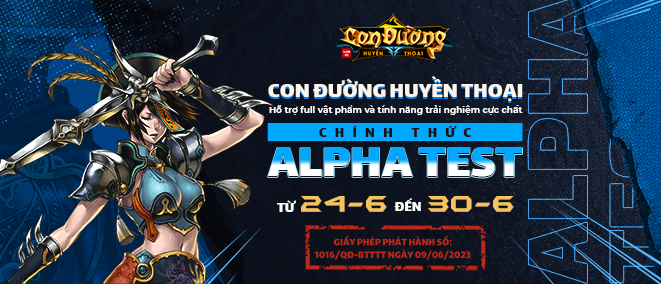 Con Đường
HUYỀN THOẠI
CON ĐƯỜNG HUYỀN THOẠI
Hỗ trợ full vật phẩm và tính năng trải nghiệm cực chất
CHÍNH THỨC
ALPHA TEST
TỪ 24-6 ĐẾN 30-6
GIẤY PHÉP PHÁT HÀNH SỐ:
1016/QĐ-BTTTT NGÀY 09/06/2023
ALPHA